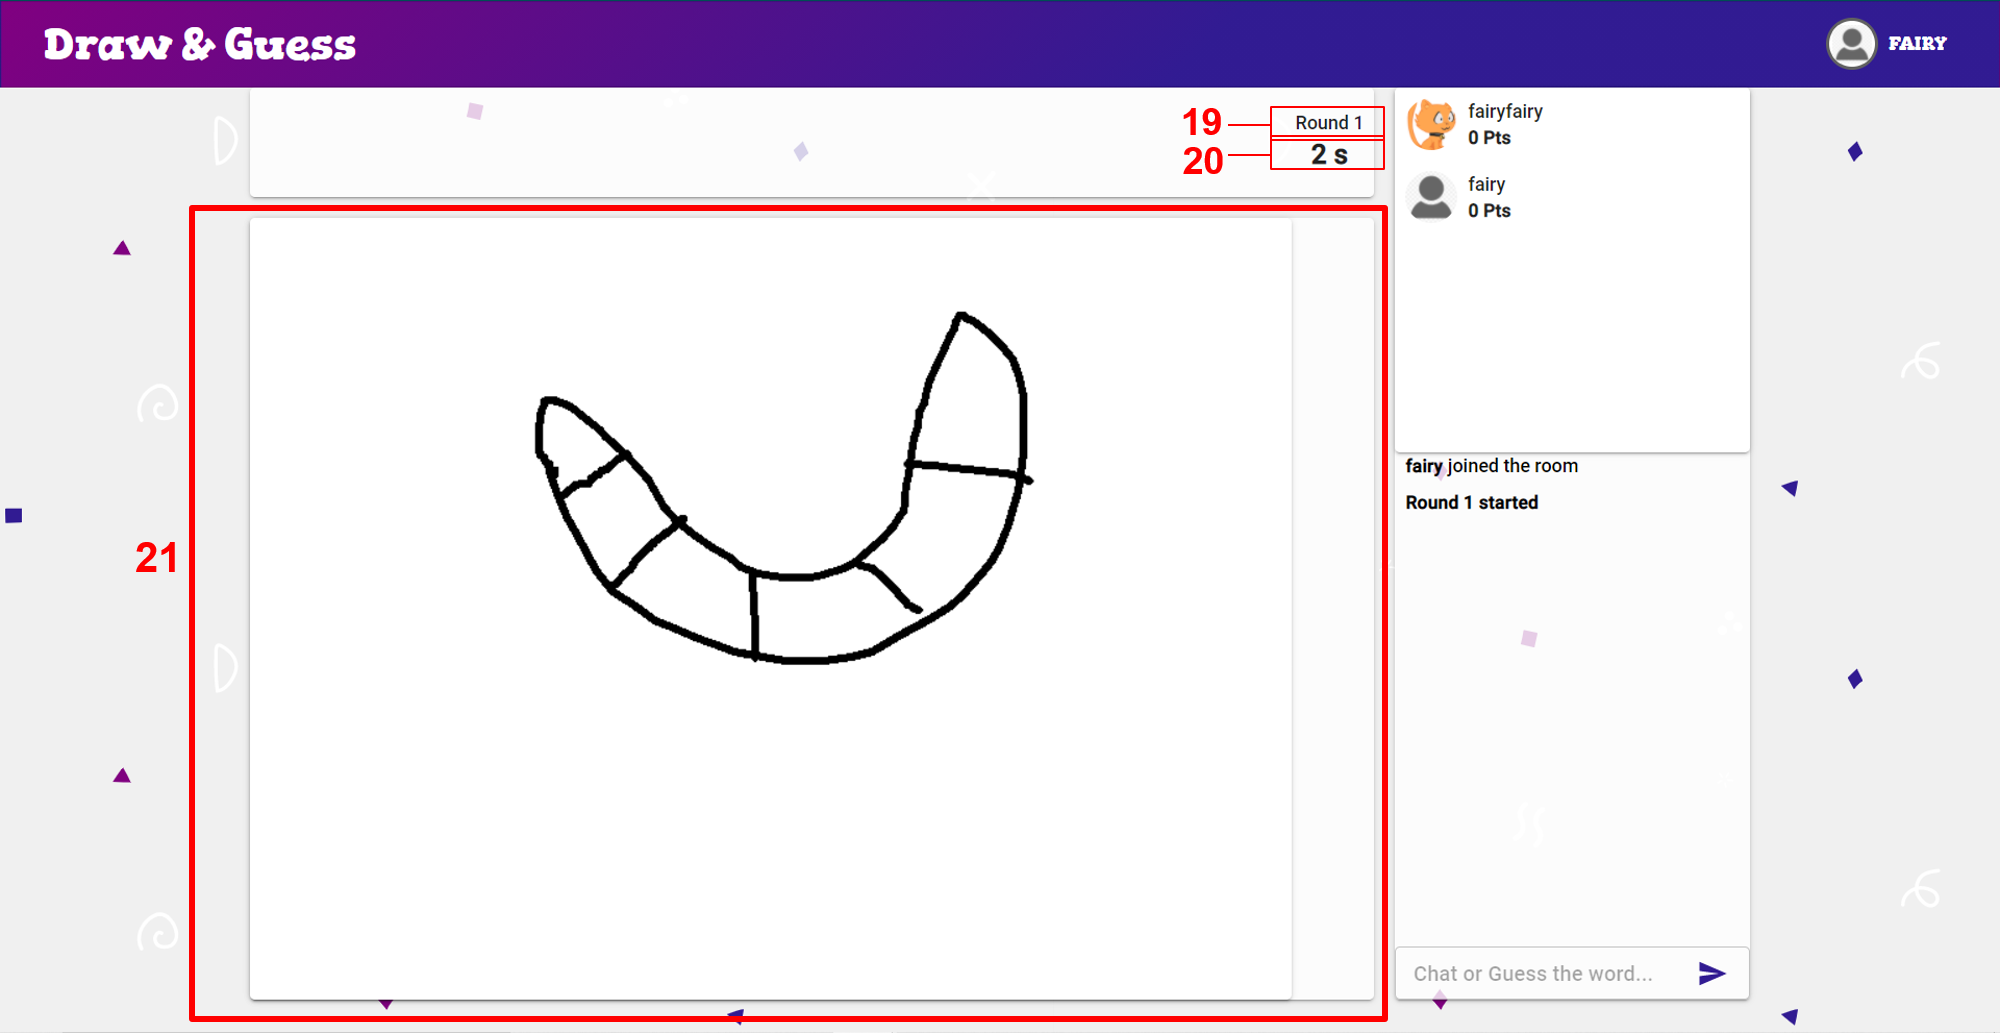 Draw & Guess
FAIRY
19
Round 1
20
2 s
fairyfairy
0 Pts
fairy
0 Pts
21
fairy joined the room
Round 1 started
Chat or Guess the word...